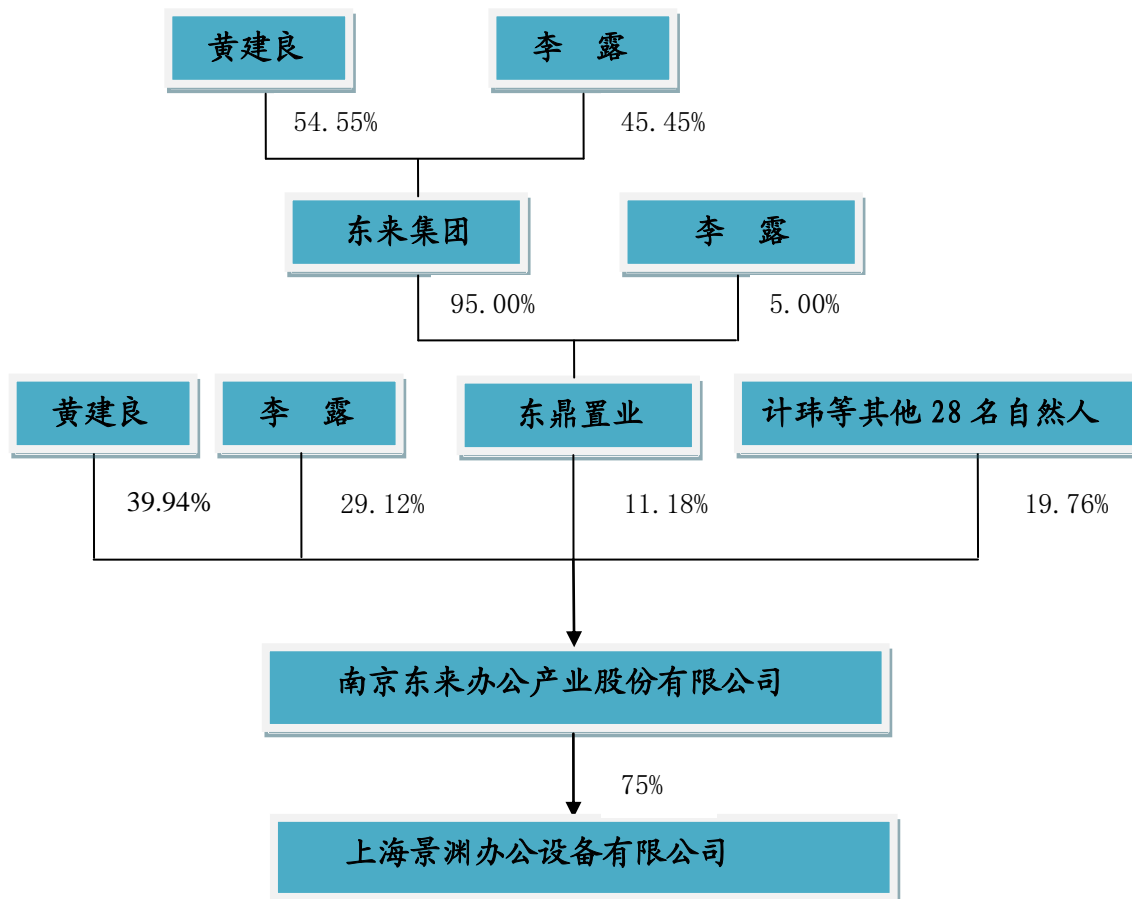 黄建良
李 露
54.55%
45.45%
东来集团
李 露
95.00%
5.00%
黄建良
李 露
东鼎置业
计玮等其他 28 名自然人
39.94%
29.12%
11.18%
19.76%
南京东来办公产业股份有限公司
75%
上海景渊办公设备有限公司